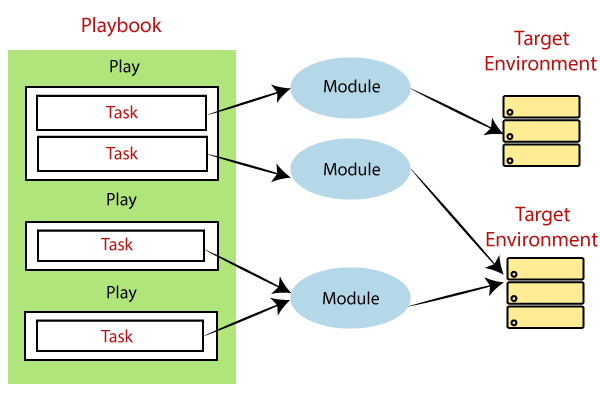 Playbook
Play
Task
Task
Play
Task
Play
Task
Module
Module
Module
Target
Environment
Target
Environment